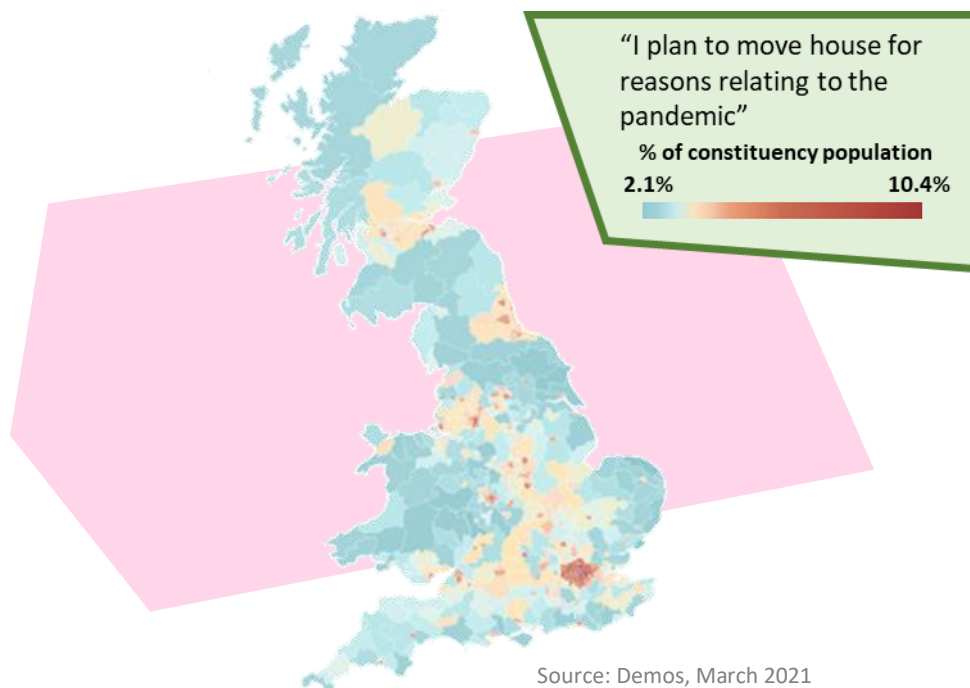 “I plan to move house for
reasons relating to the
pandemic”
% of constituency population
2.1% 10.4%
Source: Demos, March 2021